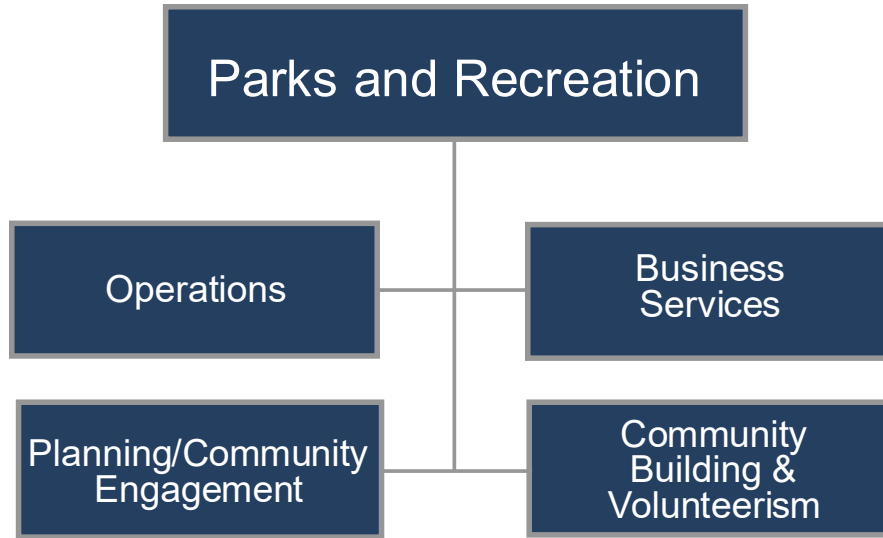 Parks and Recreation
Operations
Business
Services
Planning/Community
Engagement
Community
Building &
Volunteerism